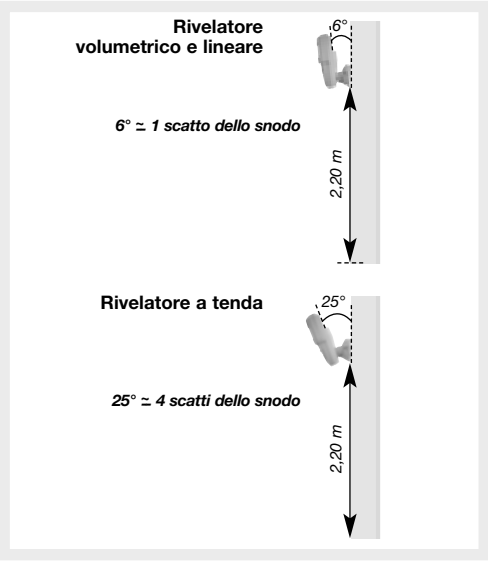 Rivelatore
volumetrico e lineare
6°
6° ≃ 1 scatto dello snodo
2,20 m
Rivelatore a tenda
25°
25° ≃ 4 scatti dello snodo
2,20 m